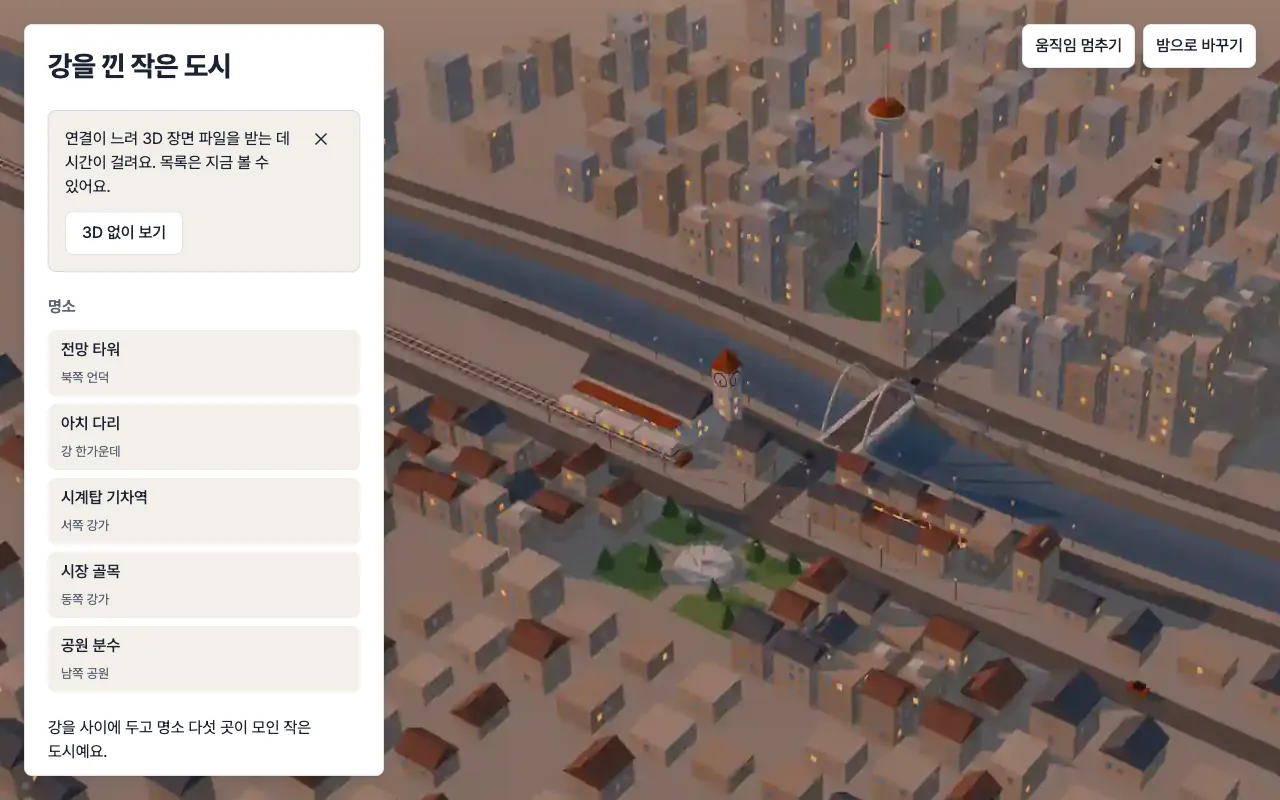 강을 낀 작은 도시
움직임 멈추기
밤으로 바꾸기
연결이 느려 3D 장면 파일을 받는 데
시간이 걸려요. 목록은 지금 볼 수
있어요.
3D 없이 보기
명소
전망 타워
북쪽 언덕
아치 다리
강 한가운데
시계탑 기차역
서쪽 강가
시장 골목
동쪽 강가
공원 분수
남쪽 공원
강을 사이에 두고 명소 다섯 곳이 모인 작은
도시예요.